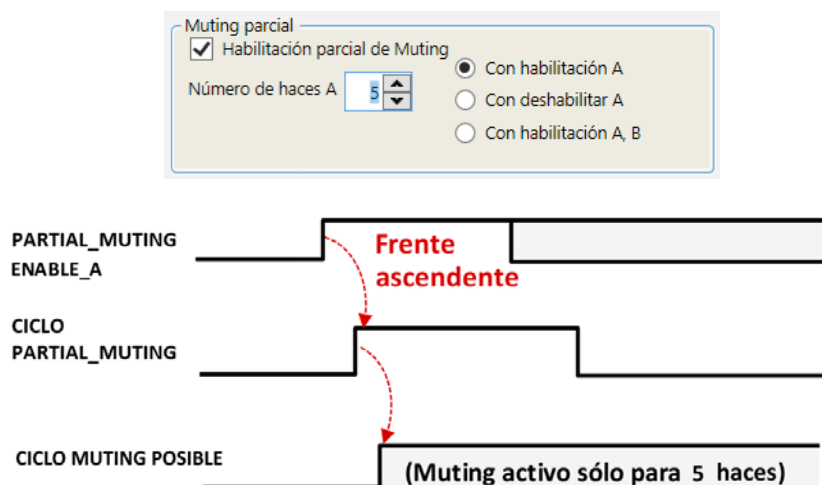 Muting parcial
Habilitación parcial de Muting
Número de haces A 5
Con habilitación A
Con deshabilitar A
Con habilitación A, B
PARTIAL_MUTING
ENABLE_A
Frente
ascendente
CICLO
PARTIAL_MUTING
CICLO MUTING POSIBLE
(Muting activo sólo para 5 haces)